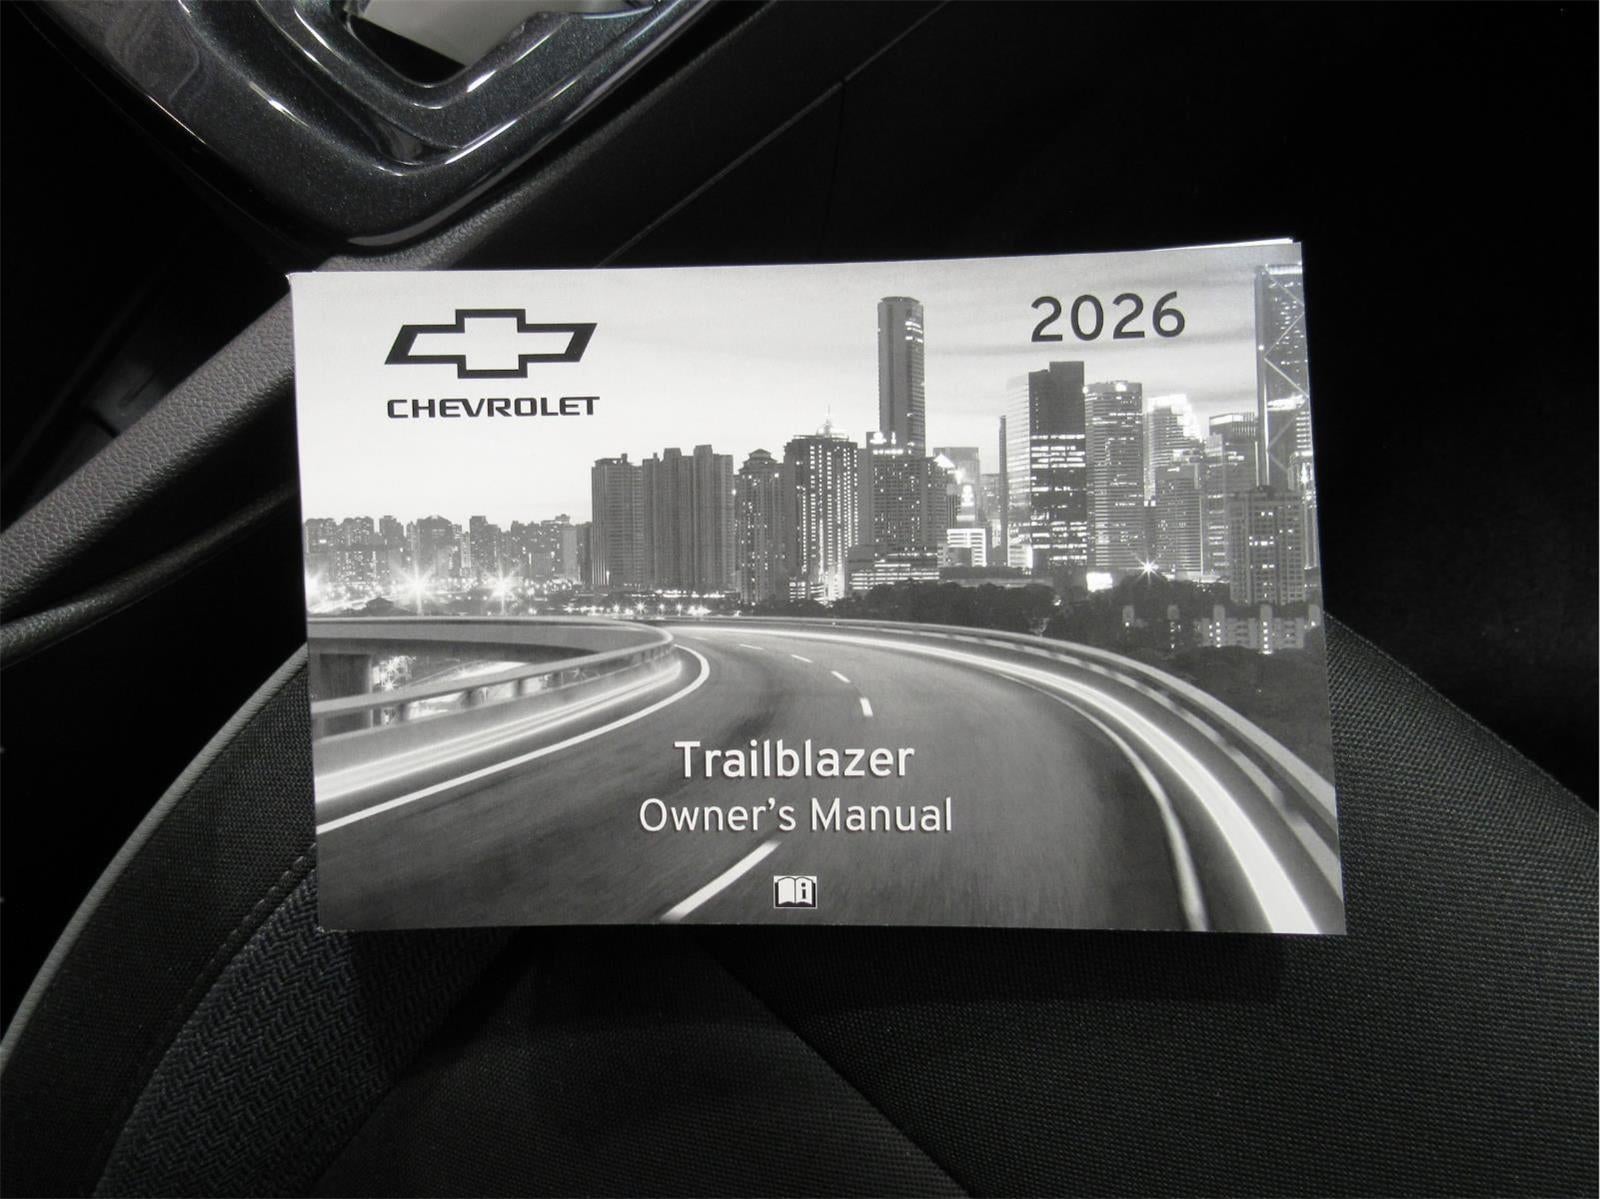 2026
CHEVROLET
Trailblazer
Owner's Manual
i